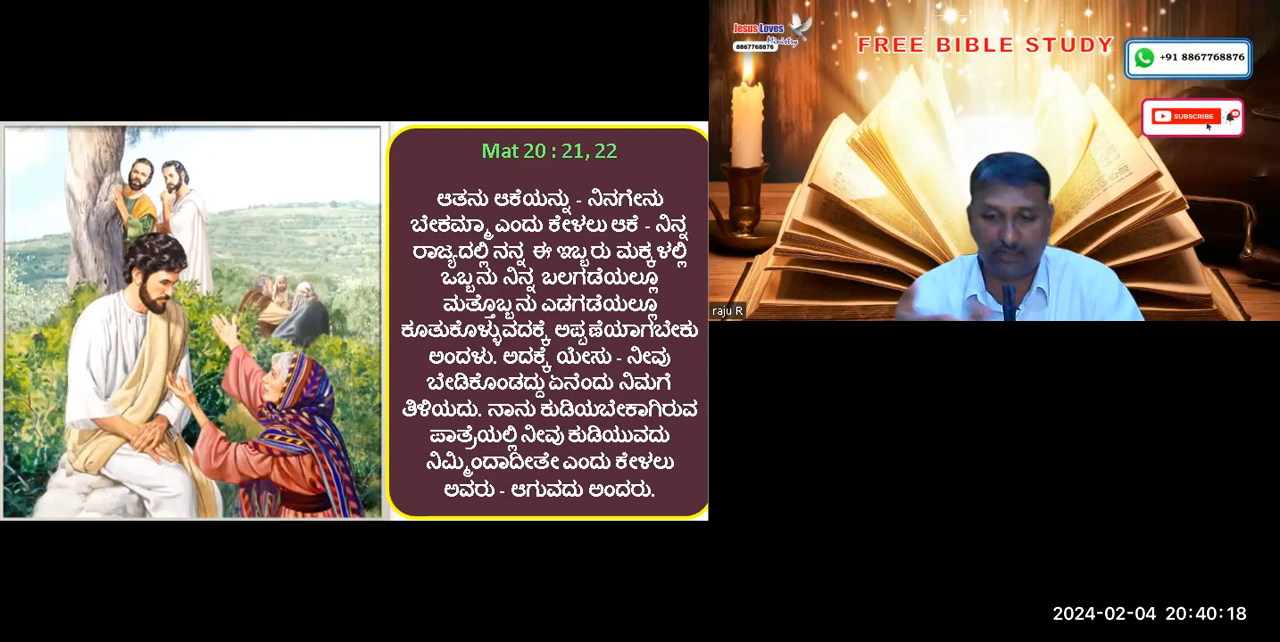 Mat 20 : 21, 22
ಆತನು ಆಕೆಯನ್ನು - ನಿನಗೇನು
ಬೇಕಮ್ಮಾ ಎಂದು ಕೇಳಲು ಆಕೆ - ನಿನ್ನ
ರಾಜ್ಯದಲ್ಲಿ ನನ್ನ ಈ ಇಬ್ಬರು ಮಕ್ಕಳಲ್ಲಿ
ಒಬ್ಬನು ನಿನ್ನ ಬಲಗಡೆಯಲ್ಲೂ
ಮತ್ತೊಬ್ಬನು ಎಡಗಡೆಯಲ್ಲೂ
ಕೂತುಕೊಳ್ಳುವದಕ್ಕೆ ಅಪ್ಪಣೆಯಾಗಬೇಕು
ಅಂದಳು. ಅದಕ್ಕೆ ಯೇಸು - ನೀವು
ಬೇಡಿಕೊಂಡದ್ದು ಏನೆಂದು ನಿಮಗೆ
ತಿಳಿಯದು. ನಾನು ಕುಡಿಯಬೇಕಾಗಿರುವ
ಪಾತ್ರೆಯಲ್ಲಿ ನೀವು ಕುಡಿಯುವದು
ನಿಮ್ಮಿಂದಾದೀತೇ ಎಂದು ಕೇಳಲು
ಅವರು - ಆಗುವದು ಅಂದರು.
Jesus Loves
Ministry
8867768876
FREE BIBLE STUDY
+91 8867768876
SUBSCRIBE
raju R
2024-02-04 20:40:18